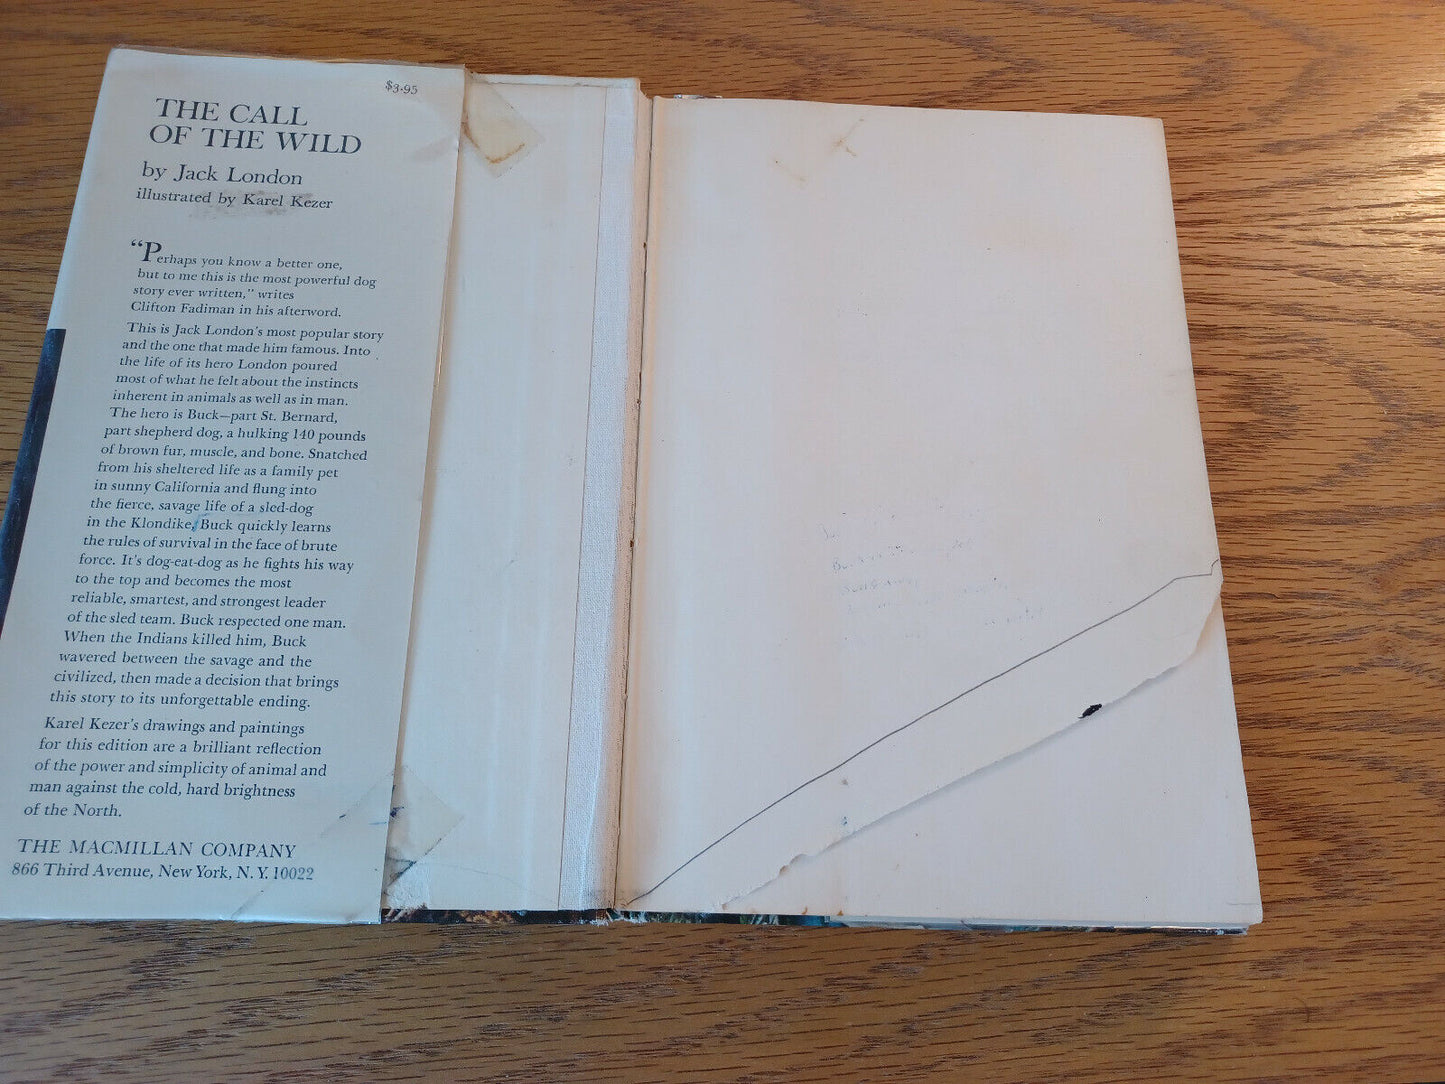 $3.95
THE CALL
OF THE WILD
by Jack London
illustrated by Karel Kezer
“Perhaps you know a better one,
but to me this is the most powerful dog
story ever written,” writes
Clifton Fadiman in his afterword.
This is Jack London's most popular story
and the one that made him famous. Into
the life of its hero London poured
most of what he felt about the instincts
inherent in animals as well as in man.
The hero is Buck—part St. Bernard,
part shepherd dog, a hulking 140 pounds
of brown fur, muscle, and bone. Snatched
from his sheltered life as a family pet
in sunny California and flung into
the fierce, savage life of a sled-dog
in the Klondike, Buck quickly learns
the rules of survival in the face of brute
force. It's dog-eat-dog as he fights his way
to the top and becomes the most
reliable, smartest, and strongest leader
of the sled team. Buck respected one man.
When the Indians killed him, Buck
wavered between the savage and the
civilized, then made a decision that brings
this story to its unforgettable ending.
Karel Kezer's drawings and paintings
for this edition are a brilliant reflection
of the power and simplicity of animal and
man against the cold, hard brightness
of the North.
THE MACMILLAN COMPANY
866 Third Avenue, New York, N. Y. 10022